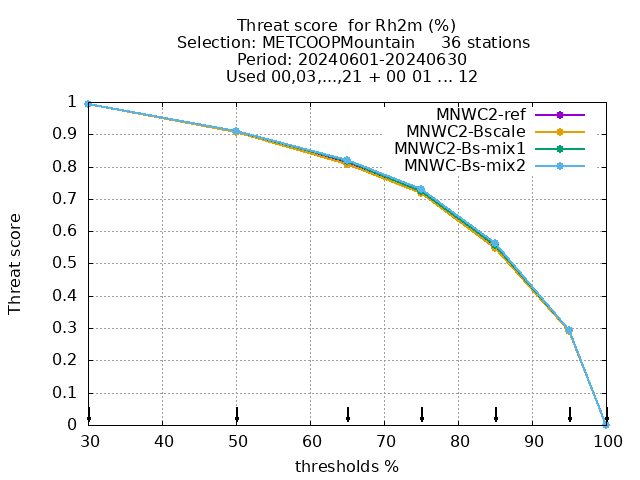 Threat score  for Rh2m (%)
Selection: METCOOPMountain     36 stations
Period: 20240601-20240630
Used 00,03,...,21 + 00 01 ... 12
MNWC2-ref
MNWC2-Bscale
MNWC2-Bs-mix1
MNWC-Bs-mix2
Threat score
1
0.9
0.8
0.7
0.6
0.5
0.4
0.3
0.2
0.1
0
30 40 50 60 70 80 90 100
thresholds %